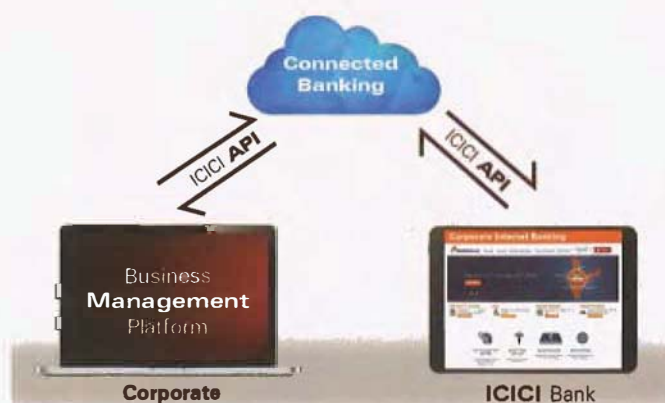 Connected
Banking
ICICI API
ICICI API
Business
Management
Platform
Corporate
Corporate Internet Banking
ICICI Bank